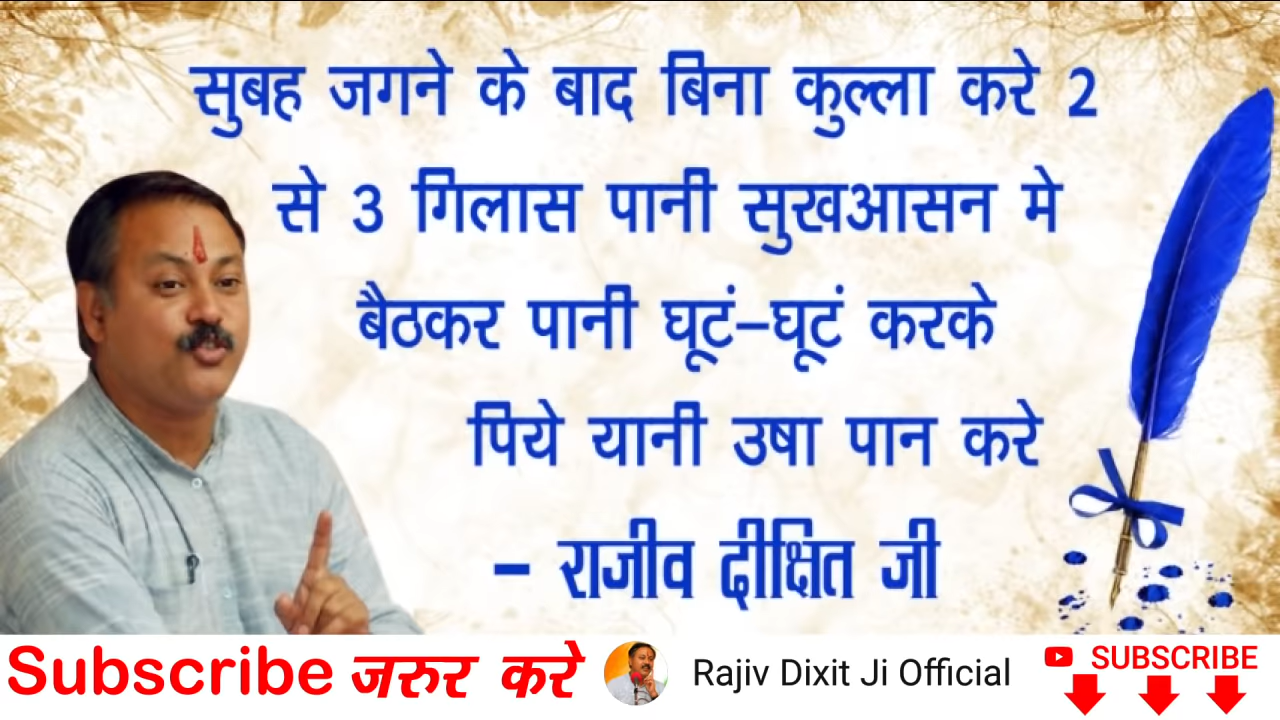 सुबह जगने के बाद बिना कुल्ला करे 2
से 3 गिलास पानी सुखआसन मे
बैठकर पानी घूटं–घूटं करके
पिये यानी उषा पान करे
– राजीव दीक्षित जी
Subscribe जरुर करे Rajiv Dixit Ji Official SUBSCRIBE